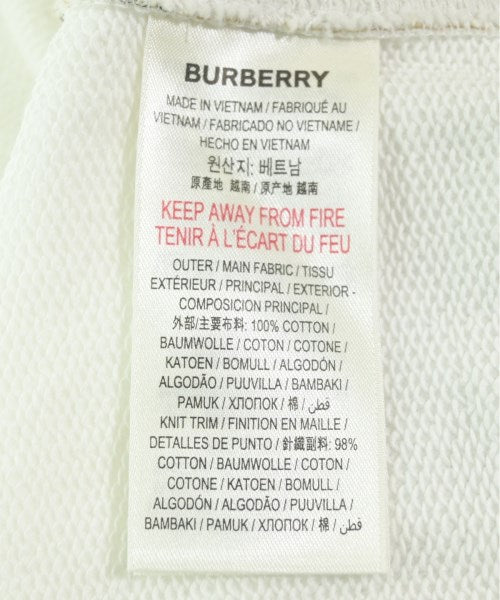 BURBERRY
MADE IN VIETNAM / FABRIQUÉ AU
VIETNAM / FABRICADO NO VIETNAME /
HECHO EN VIETNAM
원산지: 베트남
原產地 越南 / 原产地 越南
KEEP AWAY FROM FIRE
TENIR À L'ÉCART DU FEU
OUTER / MAIN FABRIC / TISSU
EXTÉRIEUR / PRINCIPAL / EXTERIOR -
COMPOSICION PRINCIPAL /
外部/主要布料: 100% COTTON /
BAUMWOLLE / COTON / COTONE /
KATOEN / BOMULL / ALGODÓN /
ALGODÃO / PUUVILLA / BAMBAKI /
PAMUK / ХЛОПОК / 棉 / قطن /
KNIT TRIM / FINITION EN MAILLE /
DETALLES DE PUNTO / 針織副料: 98%
COTTON / BAUMWOLLE / COTON /
COTONE / KATOEN / BOMULL /
ALGODÓN / ALGODÃO / PUUVILLA /
BAMBAKI / PAMUK / ХЛОПОК / 棉 / قطن /